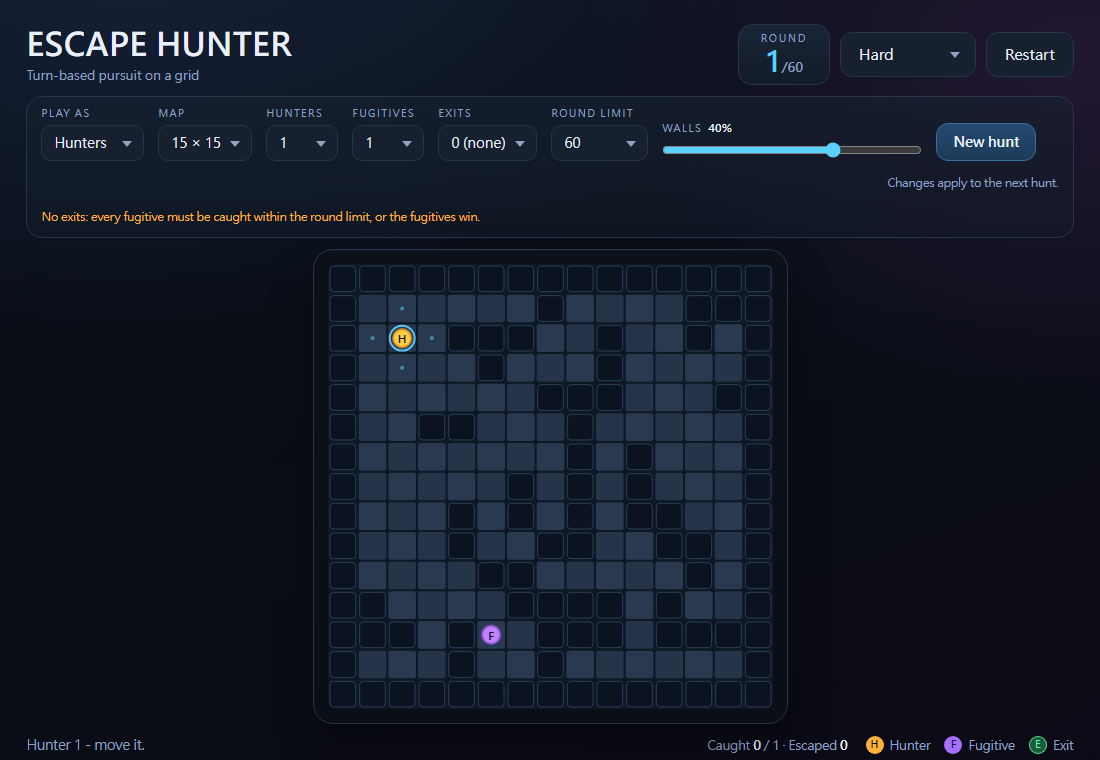 ESCAPE HUNTER
Turn-based pursuit on a grid
ROUND
1/60
Hard
Restart
PLAY AS
MAP
HUNTERS
FUGITIVES
EXITS
ROUND LIMIT
WALLS 40%
Hunters
15 × 15
1
1
0 (none)
60
New hunt
Changes apply to the next hunt.
No exits: every fugitive must be caught within the round limit, or the fugitives win.
H
F
Hunter 1 - move it.
Caught 0 / 1 · Escaped 0
H Hunter
F Fugitive
E Exit